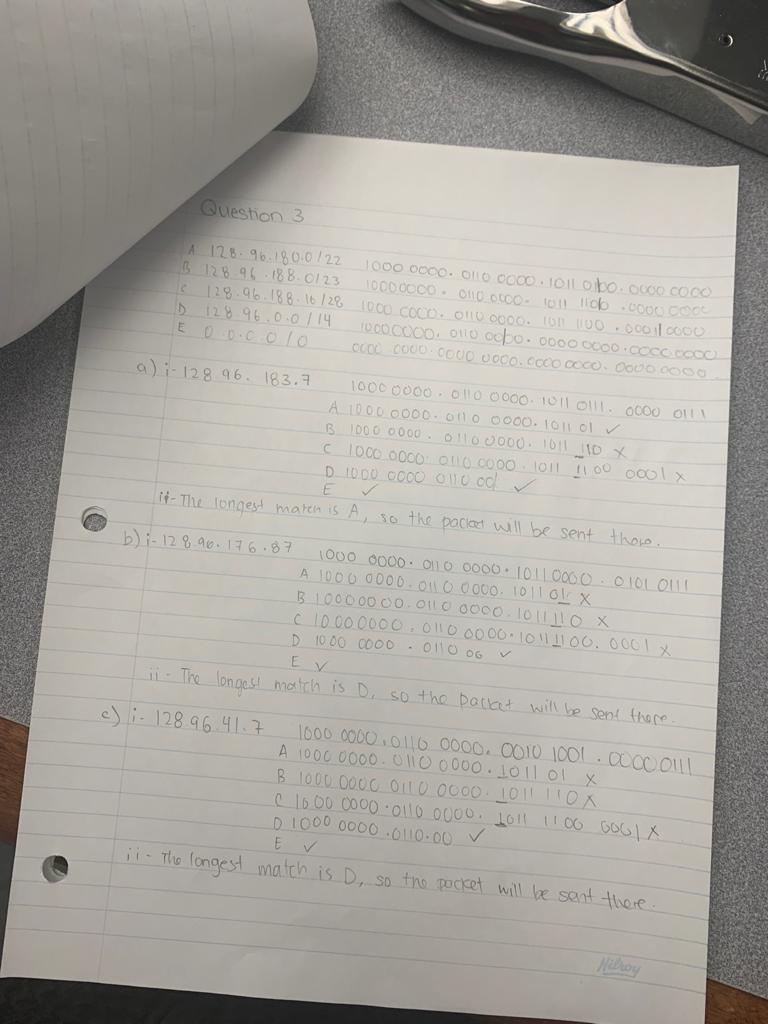 Question 3
A 128.96.180.0/22 1000 0000. 0110 0000. 1011 0100. 0000 0000
B 128.96.188.0/23 1000 0000. 0110 0000. 1011 1100. 0000 0000
C 128.96.188.16/28 1000 0000. 0110 0000. 1011 1100. 0001 0000
D 128.96.0.0/14 1000 0000. 0110 0000. 0000 0000. 0000 0000
E 0.0.0.0/0 0000 0000. 0000 0000. 0000 0000. 0000 0000.
a) i- 128.96.183.7 1000 0000. 0110 0000. 1011 0111. 0000 0111
A 1000 0000. 0110 0000. 1011 01 ✓
B 1000 0000. 0110 0000. 1011 110 X
C 1000 0000. 0110 0000. 1011 1100 0001 X
D 1000 0000 0110 00 ✓
E ✓
ii- The longest match is A, so the packet will be sent there.
b) i- 128.96.176.87 1000 0000. 0110 0000. 1011 0000. 0101 0111
A 1000 0000. 0110 0000. 1011 01 X
B 1000 0000. 0110 0000. 1011 110 X
C 1000 0000. 0110 0000. 1011 1100. 0001 X
D 1000 0000. 0110 00 ✓
E ✓
ii- The longest match is D, so the packet will be sent there.
c) i- 128.96.41.7 1000 0000. 0110 0000. 0010 1001. 0000 0111
A 1000 0000. 0110 0000. 1011 01 X
B 1000 0000 0110 0000. 1011 110 X
C 1000 0000. 0110 0000. 1011 1100 0001 X
D 1000 0000. 0110.00 ✓
E ✓
ii- The longest match is D, so the packet will be sent there.
Hilroy